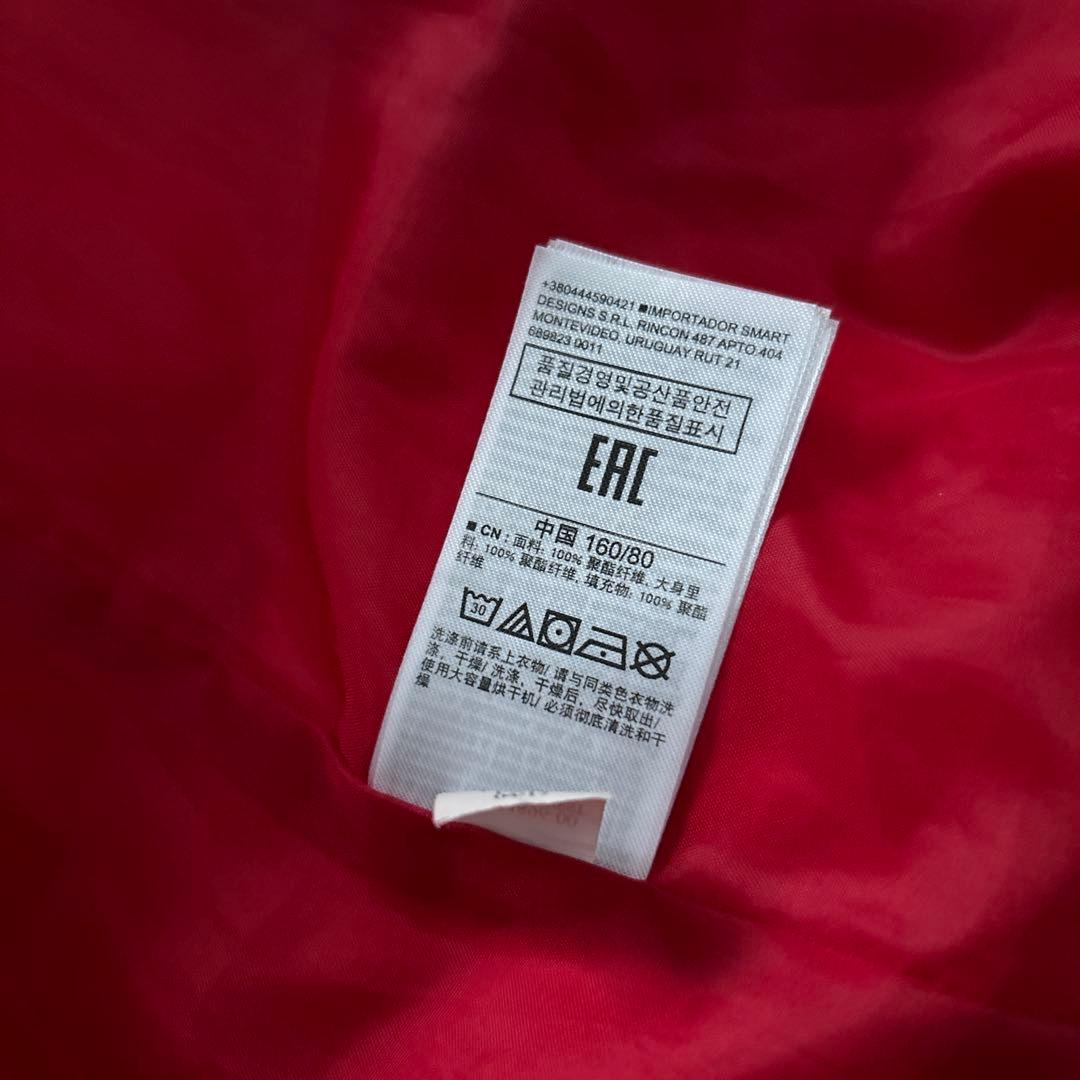 +380444590421 ■IMPORTADOR SMART
DESIGNS S.R.L. RINCON 487 APTO.404
MONTEVIDEO, URUGUAY RUT 21
689823 0011
품질경영및공산품안전
관리법에의한품질표시
EAC
中国 160/80
■ CN : 面料: 100% 聚酯纤维, 大身里
料: 100% 聚酯纤维, 填充物: 100% 聚酯
纤维
30
洗涤前请系上衣物/ 请与同类色衣物洗
涤、干燥/ 洗涤、干燥后，尽快取出/
使用大容量烘干机/ 必须彻底清洗和干
燥